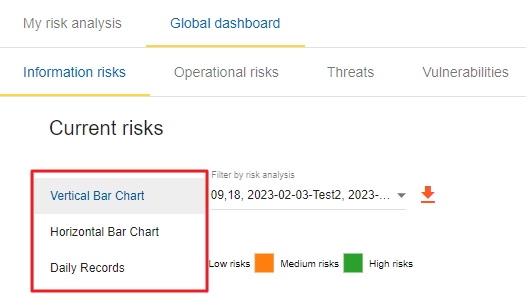 My risk analysis Global dashboard
Information risks Operational risks Threats Vulnerabilities
Current risks
Filter by risk analysis
Vertical Bar Chart 09,18, 2023-02-03-Test2, 2023-...
Horizontal Bar Chart
Daily Records Low risks Medium risks High risks